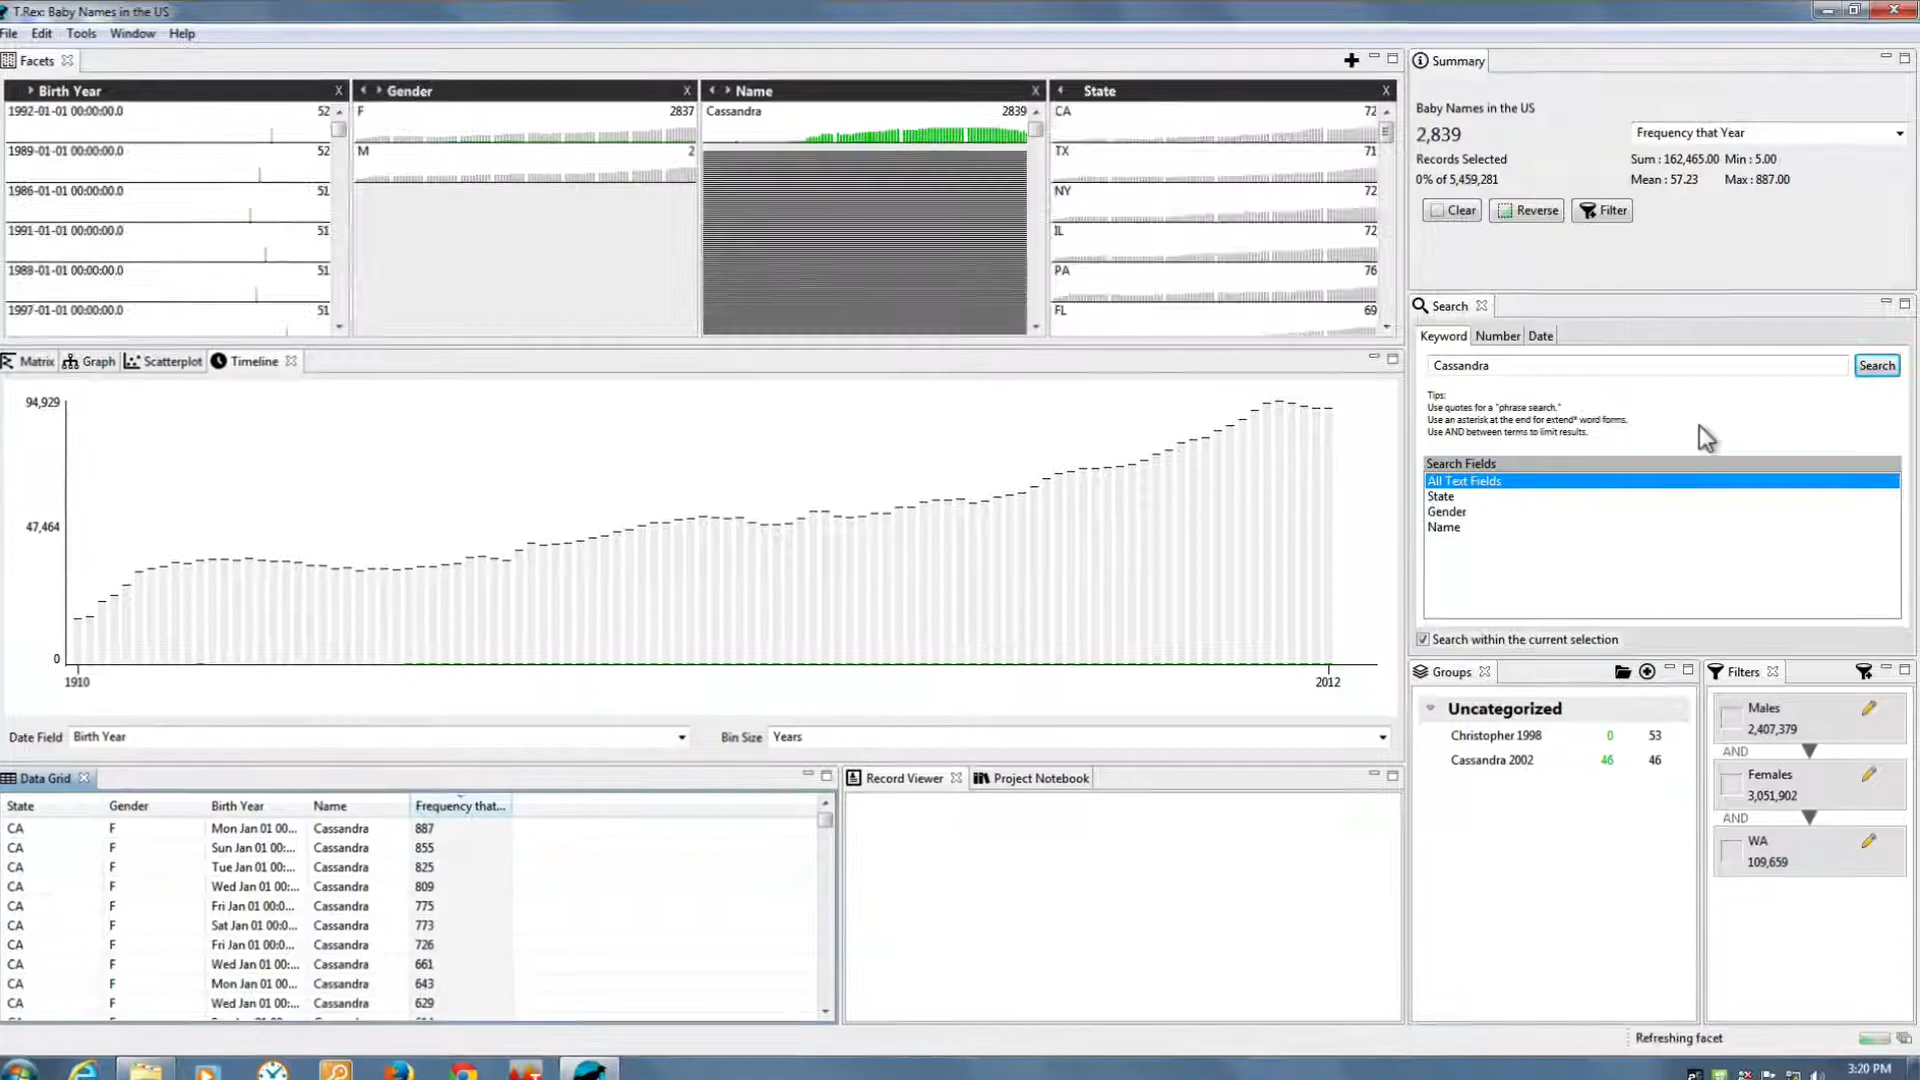 T.Rex: Baby Names in the US
File Edit Tools Window Help
Facets
Birth Year
1992-01-01 00:00:00.0 52
1989-01-01 00:00:00.0 52
1986-01-01 00:00:00.0 51
1991-01-01 00:00:00.0 51
1988-01-01 00:00:00.0 51
1997-01-01 00:00:00.0 51
Gender
F 2837
M 2
Name
Cassandra 2839
State
CA 72
TX 71
NY 72
IL 72
PA 76
FL 69
Summary
Baby Names in the US
2,839
Records Selected
0% of 5,459,281
Frequency that Year
Sum : 162,465.00 Min : 5.00
Mean : 57.23 Max : 887.00
Clear Reverse Filter
Search
Keyword Number Date
Cassandra Search
Tips:
Use quotes for a "phrase search."
Use an asterisk at the end for extend* word forms.
Use AND between terms to limit results.
Search Fields
All Text Fields
State
Gender
Name
Search within the current selection
Matrix Graph Scatterplot Timeline
94,929
47,464
0
1910 2012
Date Field Birth Year Bin Size Years
Data Grid
State Gender Birth Year Name Frequency that...
CA F Mon Jan 01 00... Cassandra 887
CA F Sun Jan 01 00:... Cassandra 855
CA F Tue Jan 01 00:... Cassandra 825
CA F Wed Jan 01 00:... Cassandra 809
CA F Fri Jan 01 00:0... Cassandra 775
CA F Sat Jan 01 00:... Cassandra 773
CA F Fri Jan 01 00:0... Cassandra 726
CA F Wed Jan 01 00:... Cassandra 661
CA F Mon Jan 01 00... Cassandra 643
CA F Wed Jan 01 00:... Cassandra 629
Record Viewer Project Notebook
Groups
Uncategorized
Christopher 1998 0 53
Cassandra 2002 46 46
Filters
Males
2,407,379
AND
Females
3,051,902
AND
WA
109,659
Refreshing facet
3:20 PM